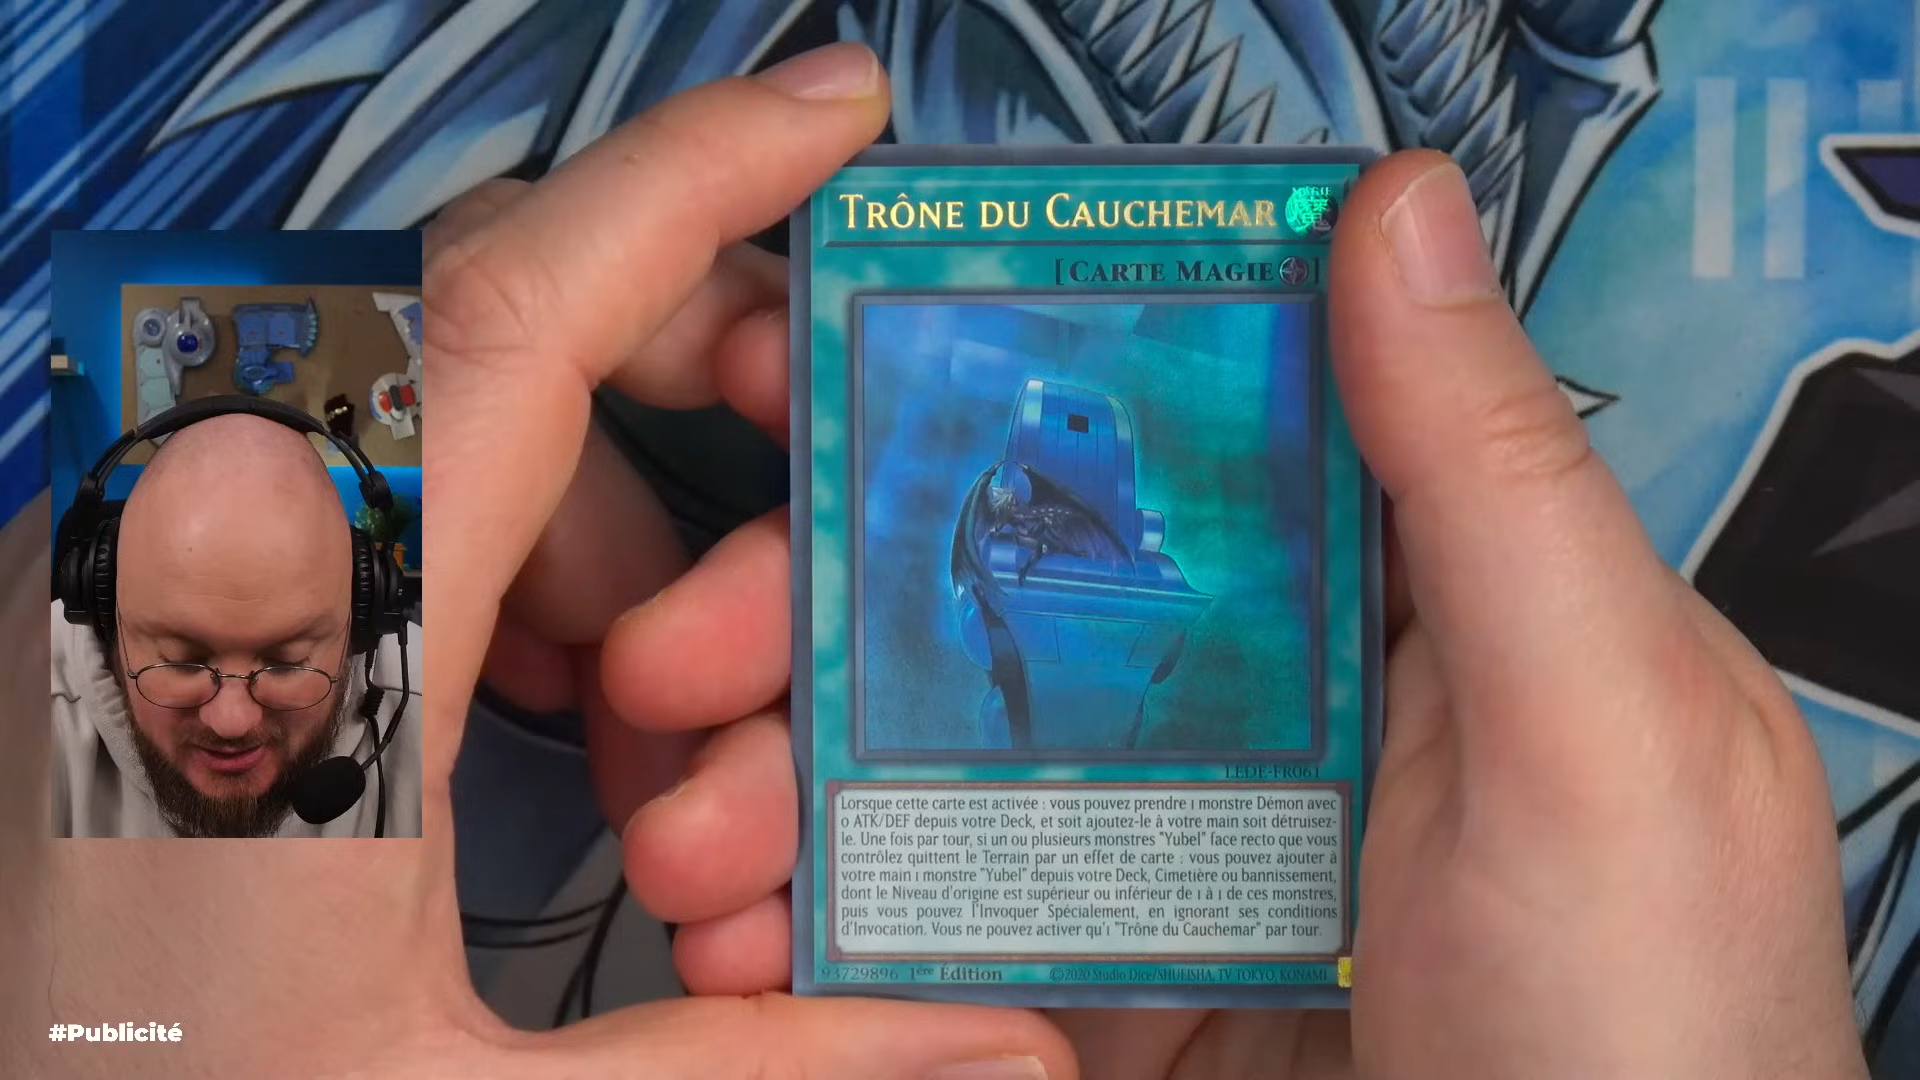 TRÔNE DU CAUCHEMAR
MAGIE
[CARTE MAGIE]
LEDE-FR061
Lorsque cette carte est activée : vous pouvez prendre 1 monstre Démon avec
0 ATK/DEF depuis votre Deck, et soit ajoutez-le à votre main soit détruisez-
le. Une fois par tour, si un ou plusieurs monstres "Yubel" face recto que vous
contrôlez quittent le Terrain par un effet de carte : vous pouvez ajouter à
votre main 1 monstre "Yubel" depuis votre Deck, Cimetière ou bannissement,
dont le Niveau d'origine est supérieur ou inférieur de 1 à 1 de ces monstres,
puis vous pouvez l'Invoquer Spécialement, en ignorant ses conditions
d'Invocation. Vous ne pouvez activer qu'1 "Trône du Cauchemar" par tour.
93729896 1ère Édition ©2020 Studio Dice/SHUEISHA, TV TOKYO, KONAMI
#Publicité